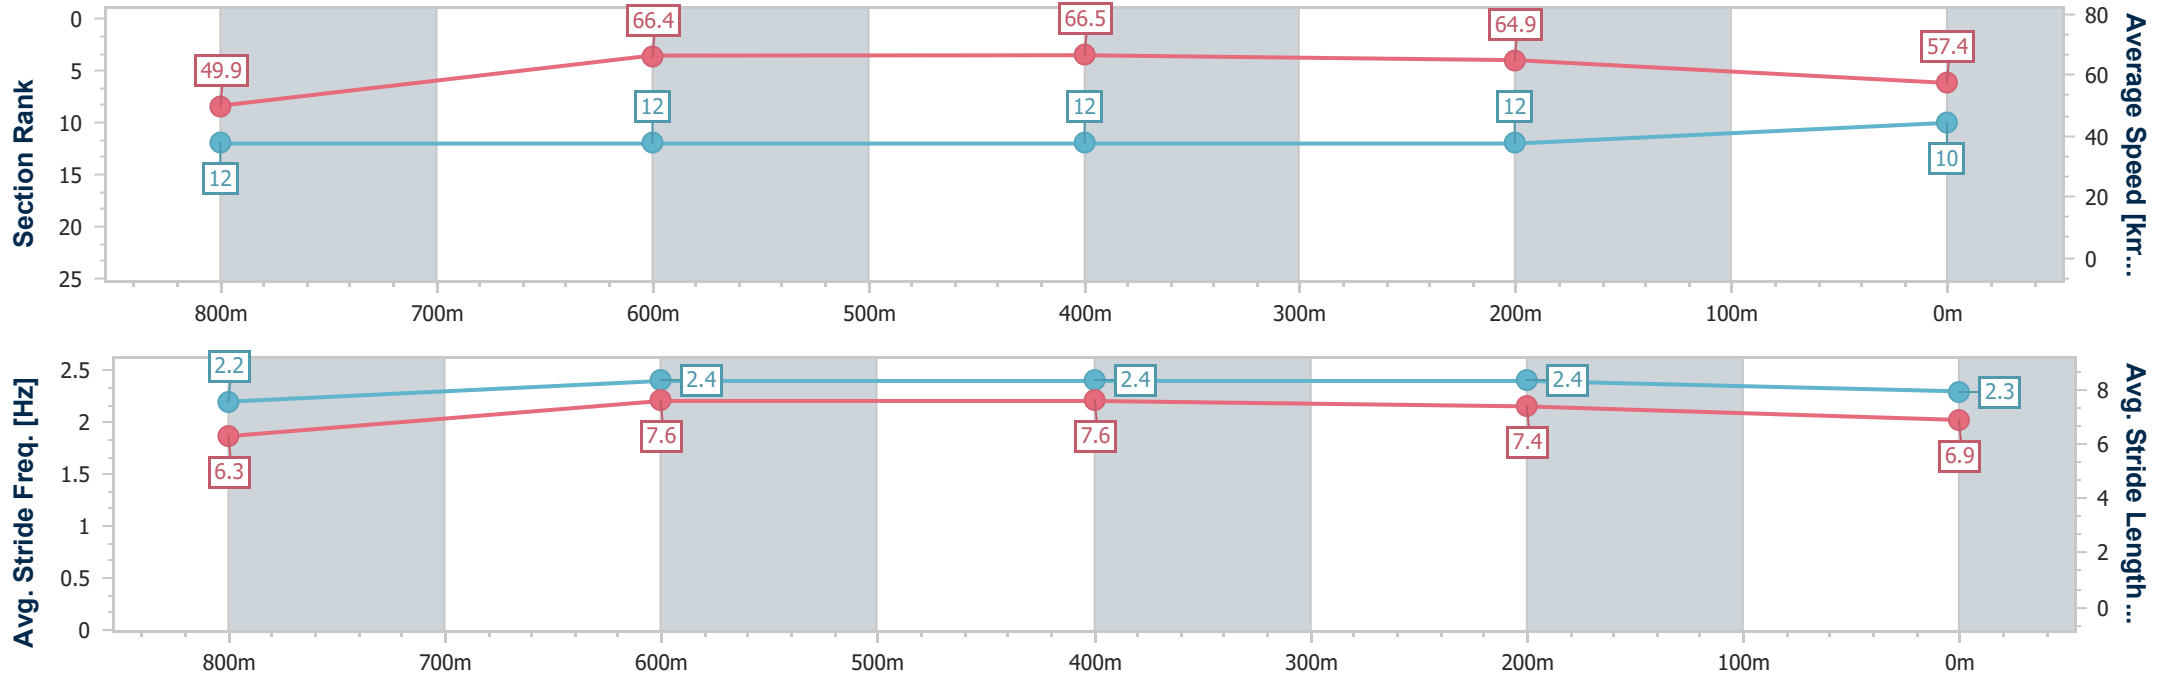 Section Rank
0
5
10
15
20
25
49.9
66.4
66.5
64.9
57.4
12
12
12
12
10
80
60
40
20
0
Average Speed [km...
800m
700m
600m
500m
400m
300m
200m
100m
0m
Avg. Stride Freq. [Hz]
2.5
2
1.5
1
0.5
0
2.2
2.4
2.4
2.4
2.3
6.3
7.6
7.6
7.4
6.9
8
6
4
2
0
Avg. Stride Length...
800m
700m
600m
500m
400m
300m
200m
100m
0m